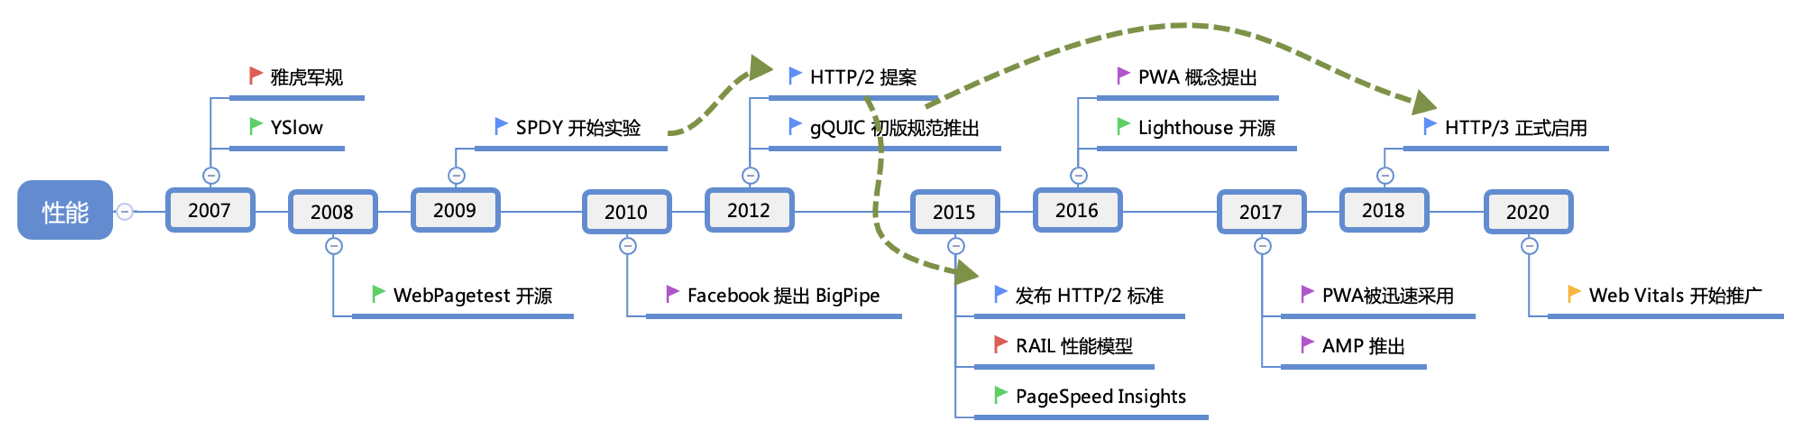 性能
2007
雅虎军规
YSlow
2008
WebPagetest 开源
2009
SPDY 开始实验
2010
Facebook 提出 BigPipe
2012
HTTP/2 提案
gQUIC 初版规范推出
2015
发布 HTTP/2 标准
RAIL 性能模型
PageSpeed Insights
2016
PWA 概念提出
Lighthouse 开源
2017
PWA被迅速采用
AMP 推出
2018
HTTP/3 正式启用
2020
Web Vitals 开始推广